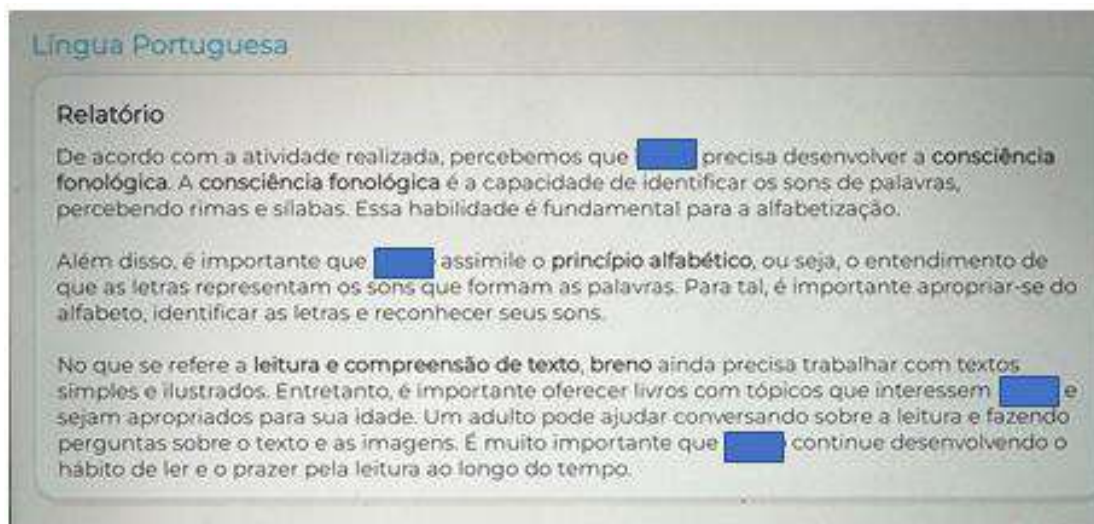 Língua Portuguesa
Relatório
De acordo com a atividade realizada, percebemos que precisa desenvolver a consciência
fonológica. A consciência fonológica é a capacidade de identificar os sons de palavras,
percebendo rimas e sílabas. Essa habilidade é fundamental para a alfabetização.
Além disso, é importante que assimile o princípio alfabético, ou seja, o entendimento de
que as letras representam os sons que formam as palavras. Para tal, é importante apropriar-se do
alfabeto, identificar as letras e reconhecer seus sons.
No que se refere a leitura e compreensão de texto, breno ainda precisa trabalhar com textos
simples e ilustrados. Entretanto, é importante oferecer livros com tópicos que interessem e
sejam apropriados para sua idade. Um adulto pode ajudar conversando sobre a leitura e fazendo
perguntas sobre o texto e as imagens. É muito importante que continue desenvolvendo o
hábito de ler e o prazer pela leitura ao longo do tempo.